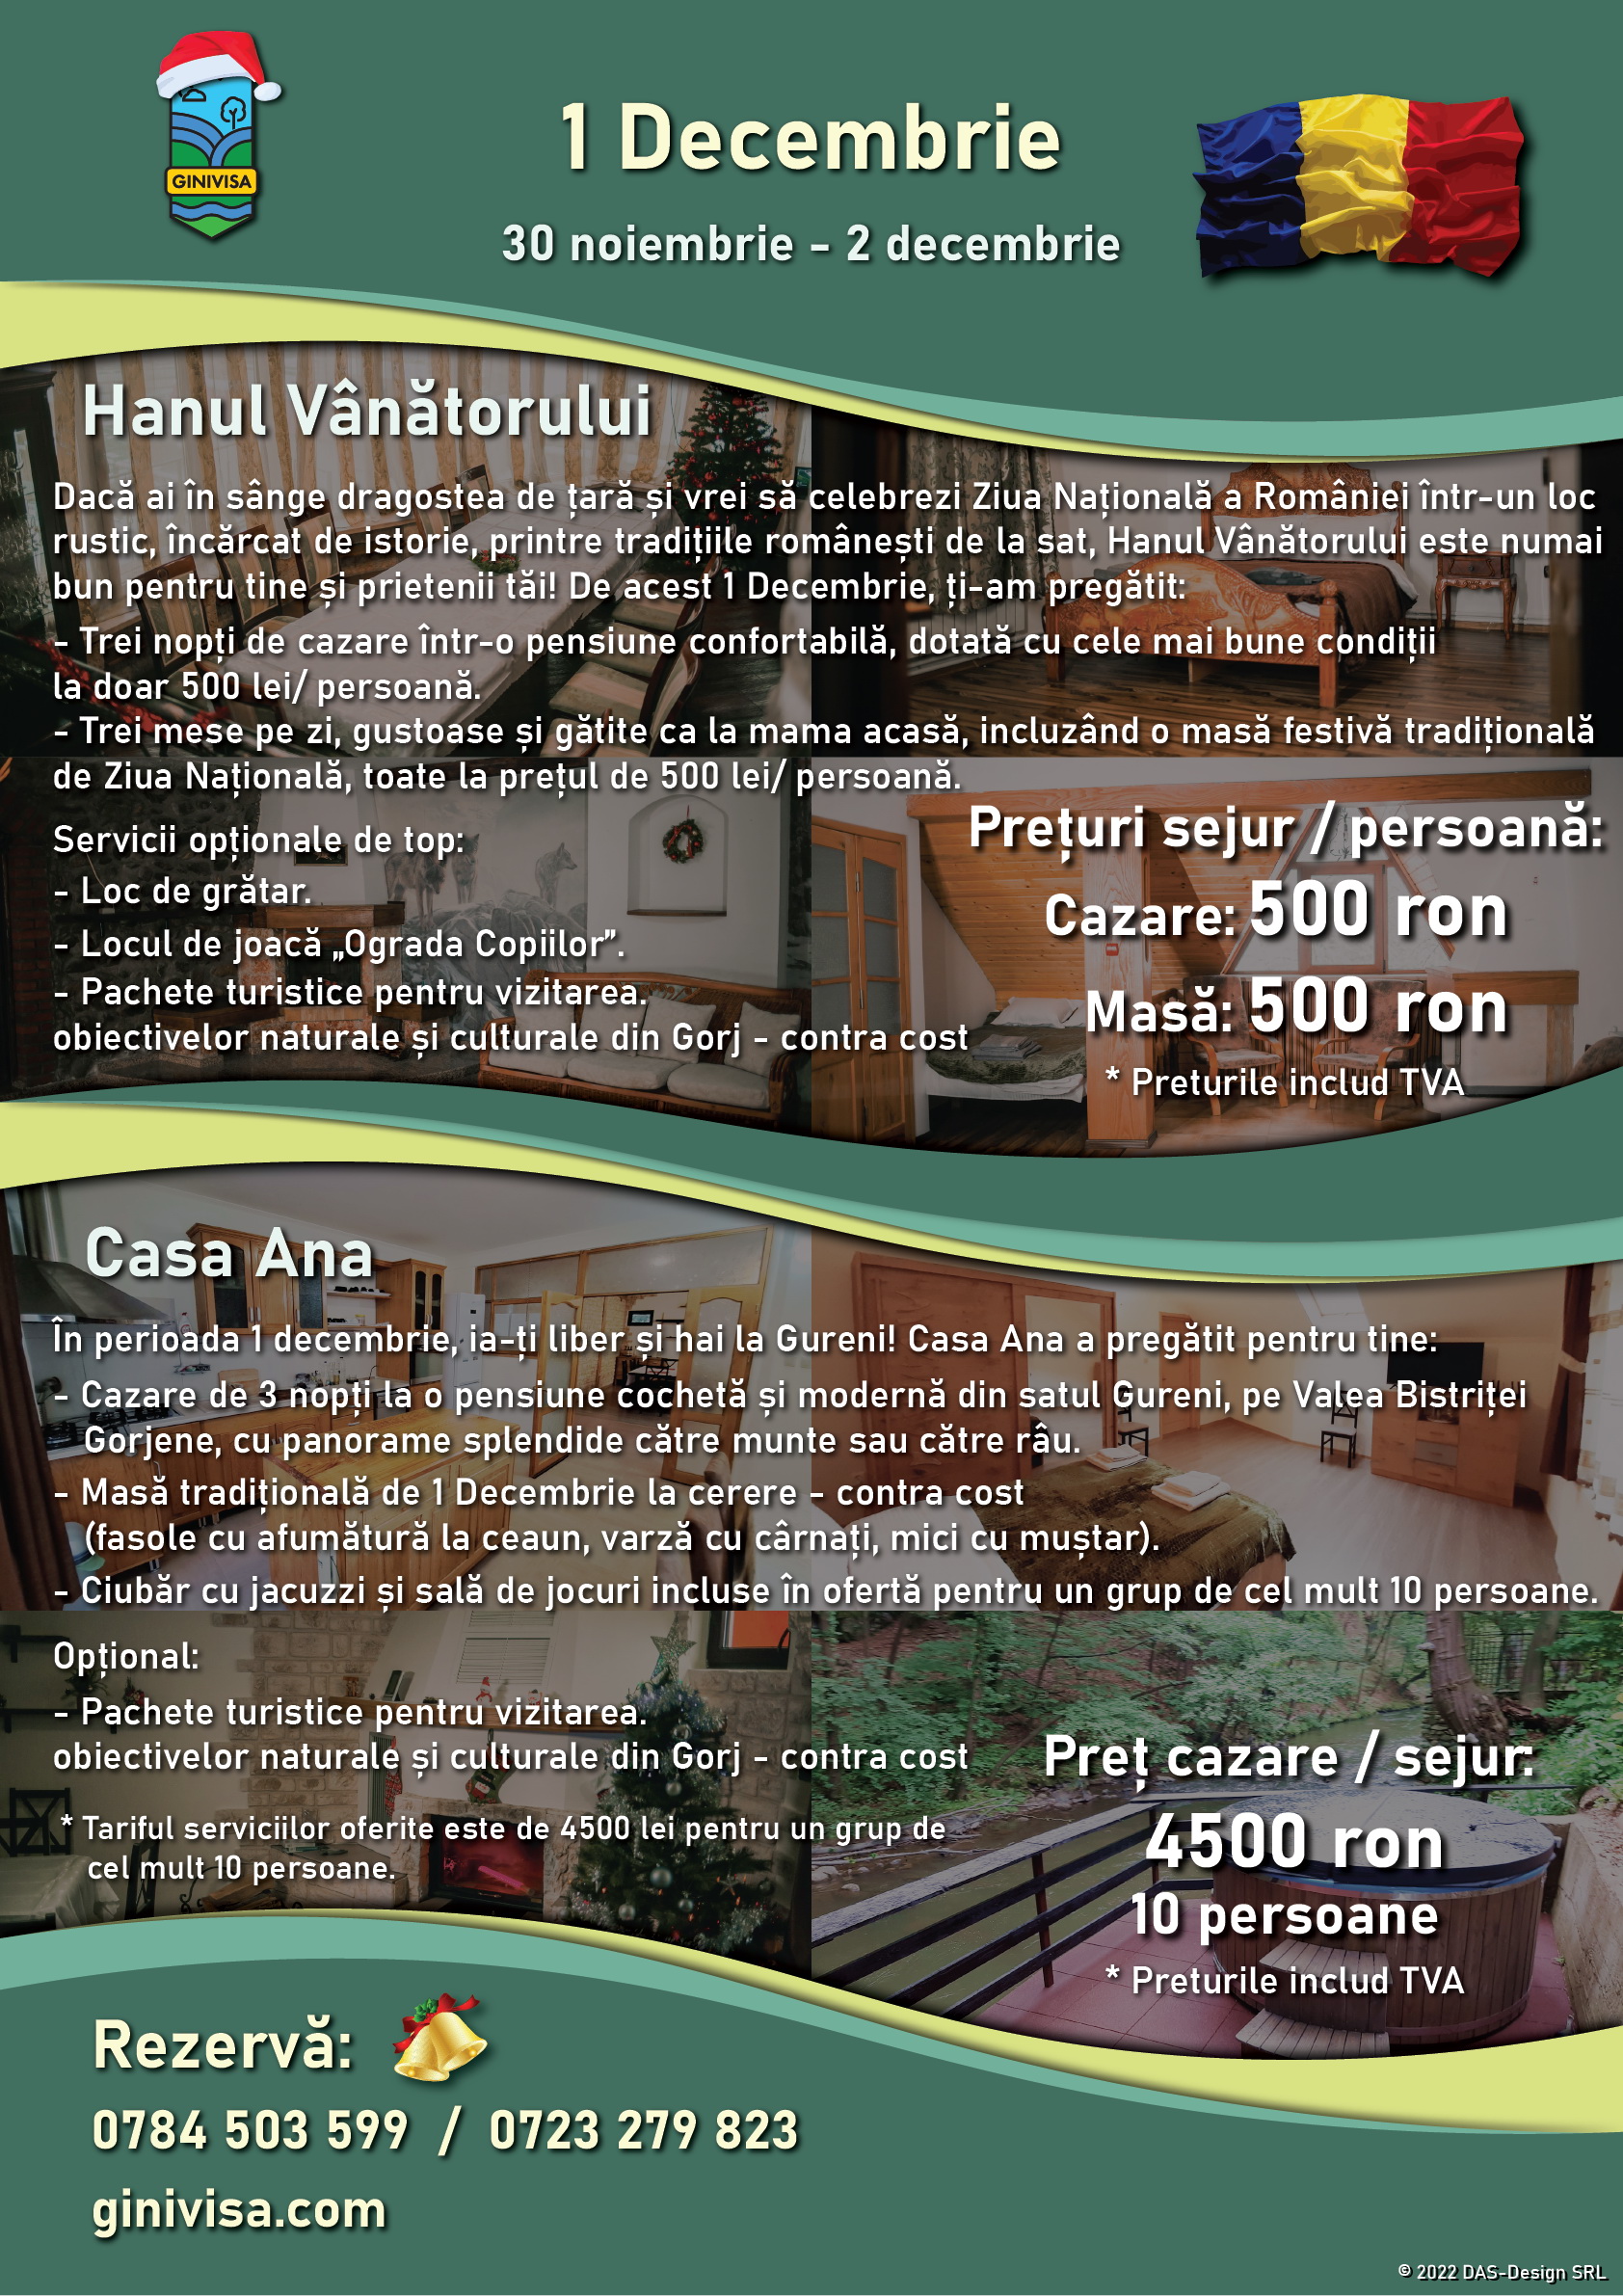 GINIVISA
1 Decembrie
30 noiembrie - 2 decembrie
Hanul Vânătorului
Dacă ai în sânge dragostea de țară și vrei să celebrezi Ziua Națională a României într-un loc
rustic, încărcat de istorie, printre tradițiile românești de la sat, Hanul Vânătorului este numai
bun pentru tine și prietenii tăi! De acest 1 Decembrie, ți-am pregătit:
- Trei nopți de cazare într-o pensiune confortabilă, dotată cu cele mai bune condiții
la doar 500 lei/ persoană.
- Trei mese pe zi, gustoase și gătite ca la mama acasă, incluzând o masă festivă tradițională
de Ziua Națională, toate la prețul de 500 lei/ persoană.
Servicii opționale de top:
- Loc de grătar.
- Locul de joacă „Ograda Copiilor”.
- Pachete turistice pentru vizitarea.
obiectivelor naturale și culturale din Gorj - contra cost
Prețuri sejur / persoană:
Cazare: 500 ron
Masă: 500 ron
* Preturile includ TVA
Casa Ana
În perioada 1 decembrie, ia-ți liber și hai la Gureni! Casa Ana a pregătit pentru tine:
- Cazare de 3 nopți la o pensiune cochetă și modernă din satul Gureni, pe Valea Bistriței
Gorjene, cu panorame splendide către munte sau către râu.
- Masă tradițională de 1 Decembrie la cerere - contra cost
(fasole cu afumătură la ceaun, varză cu cârnați, mici cu muștar).
- Ciubăr cu jacuzzi și sală de jocuri incluse în ofertă pentru un grup de cel mult 10 persoane.
Opțional:
- Pachete turistice pentru vizitarea.
obiectivelor naturale și culturale din Gorj - contra cost
* Tariful serviciilor oferite este de 4500 lei pentru un grup de
cel mult 10 persoane.
Preț cazare / sejur:
4500 ron
10 persoane
* Preturile includ TVA
Rezervă:
0784 503 599 / 0723 279 823
ginivisa.com
© 2022 DAS-Design SRL